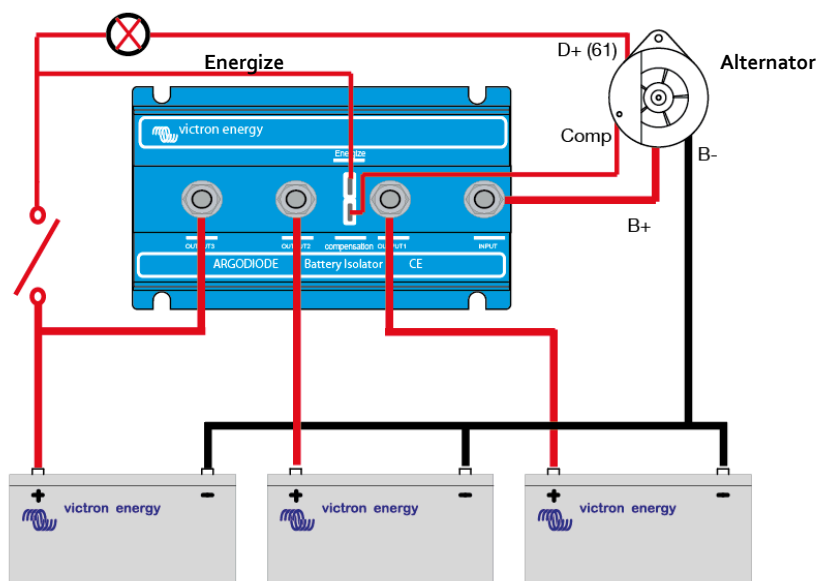 D+ (61)
Energize
Alternator
victron energy
Comp
Energize
B-
B+
OUTPUT3
OUTPUT2
compensation
OUTPUT1
INPUT
ARGODIODE
Battery Isolator
CE
+
-
+
-
+
-
victron energy
victron energy
victron energy